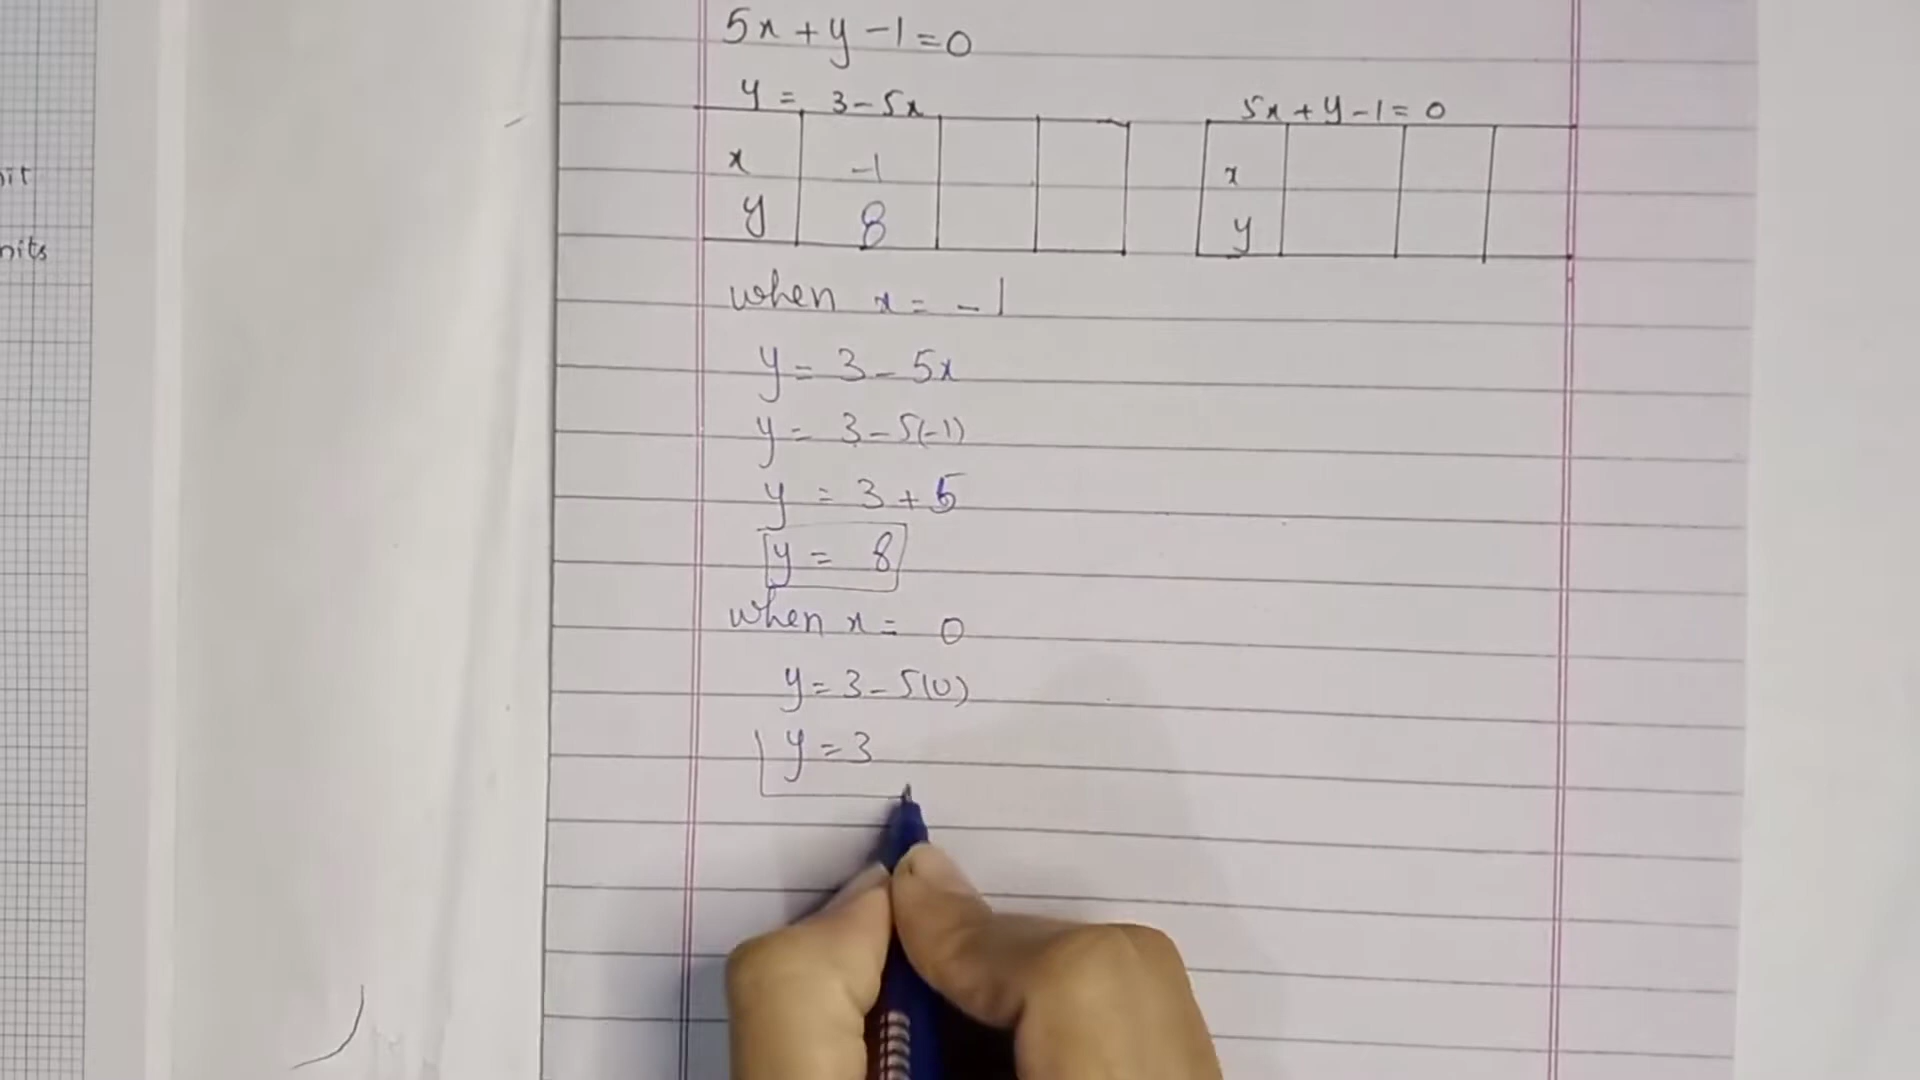 5x + y - 1 = 0
y = 3 - 5x
x -1
y 8
5x + y - 1 = 0
x
y
when x = -1
y = 3 - 5x
y = 3 - 5(-1)
y = 3 + 5
y = 8
when x = 0
y = 3 - 5(0)
y = 3